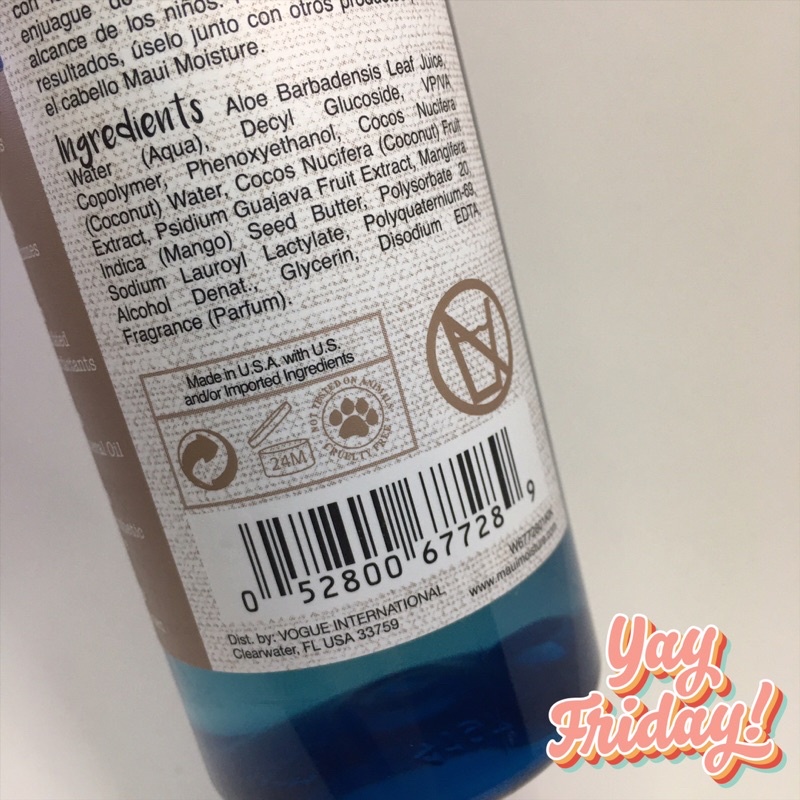 enjuague de
alcance de los niños.
resultados, úselo junto con otros
el cabello Maui Moisture.
Ingredients Aloe Barbadensis Leaf Juice,
Water (Aqua), Decyl Glucoside, VP/VA
Copolymer, Phenoxyethanol, Cocos Nucifera
(Coconut) Water, Cocos Nucifera (Coconut) Fruit
Extract, Psidium Guajava Fruit Extract, Mangifera
Indica (Mango) Seed Butter, Polysorbate 20,
Sodium Lauroyl Lactylate, Polyquaternium-69,
Alcohol Denat., Glycerin, Disodium EDTA
Fragrance (Parfum).
Made in U.S.A. with U.S.
and/or Imported Ingredients
NOT TESTED ON ANIMALS
CRUELTY FREE
24M
0 52800 67728 9
Dist. by: VOGUE INTERNATIONAL
Clearwater, FL USA 33759
www.mauimoisture.com
Yay
Friday!